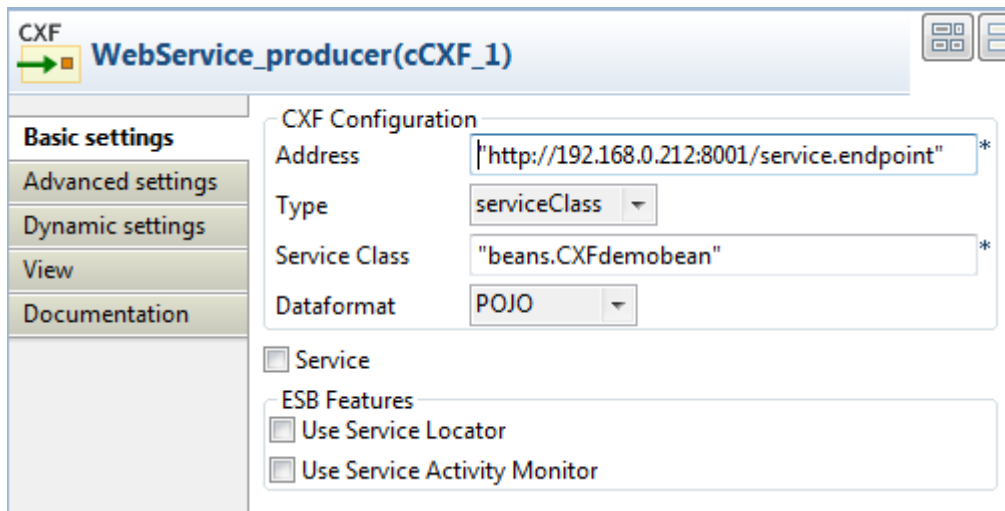 CXF
WebService_producer(cCXF_1)
Basic settings
Advanced settings
Dynamic settings
View
Documentation
CXF Configuration
Address "http://192.168.0.212:8001/service.endpoint" *
Type serviceClass
Service Class "beans.CXFdemobean" *
Dataformat POJO
Service
ESB Features
Use Service Locator
Use Service Activity Monitor